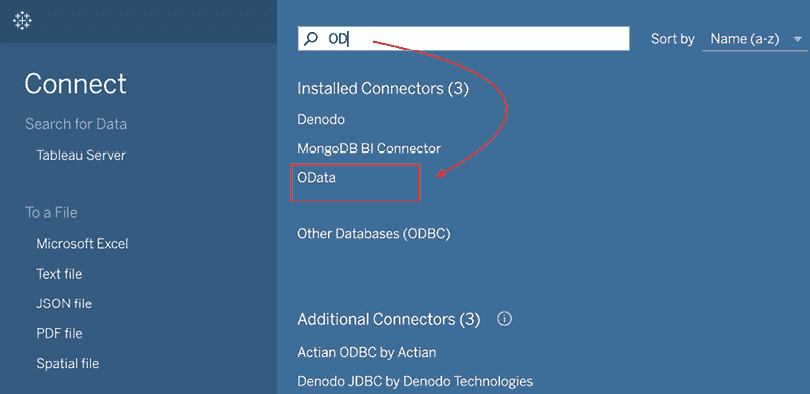 Connect
Search for Data
Tableau Server
To a File
Microsoft Excel
Text file
JSON file
PDF file
Spatial file
OD
Sort by Name (a-z)
Installed Connectors (3)
Denodo
MongoDB BI Connector
OData
Other Databases (ODBC)
Additional Connectors (3)
Actian ODBC by Actian
Denodo JDBC by Denodo Technologies